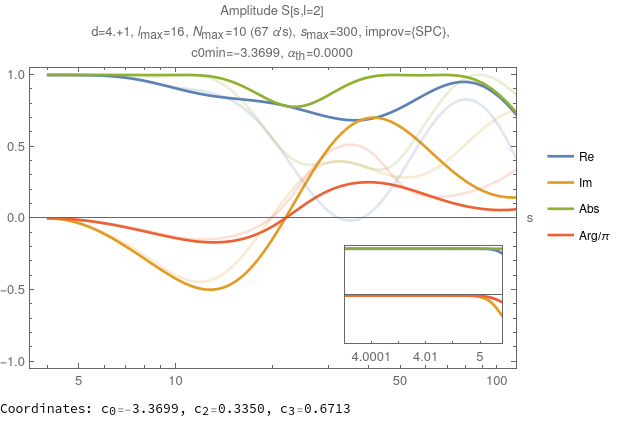 Amplitude S[s,l=2]
d=4.+1, lmax=16, Nmax=10 (67 α's), smax=300, improv={SPC},
c0min=-3.3699, αth=0.0000
1.0
0.5
0.0
-0.5
-1.0
5 10 50 100
s
4.0001 4.01 5
Re
Im
Abs
Arg/π
Coordinates: c0=-3.3699, c2=0.3350, c3=0.6713